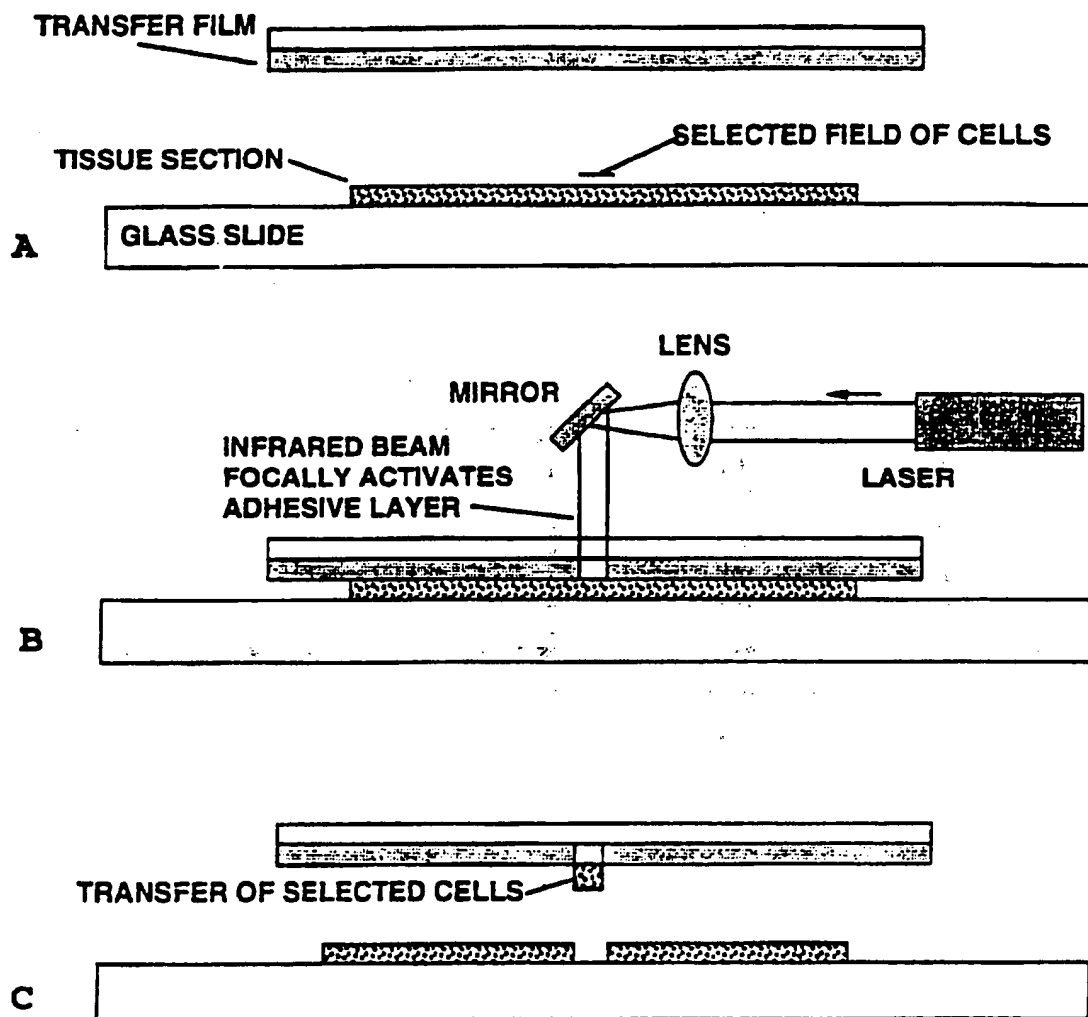 TRANSFER FILM
SELECTED FIELD OF CELLS
TISSUE SECTION
GLASS SLIDE
A
LENS
MIRROR
INFRARED BEAM
FOCALLY ACTIVATES
ADHESIVE LAYER
LASER
B
TRANSFER OF SELECTED CELLS
C